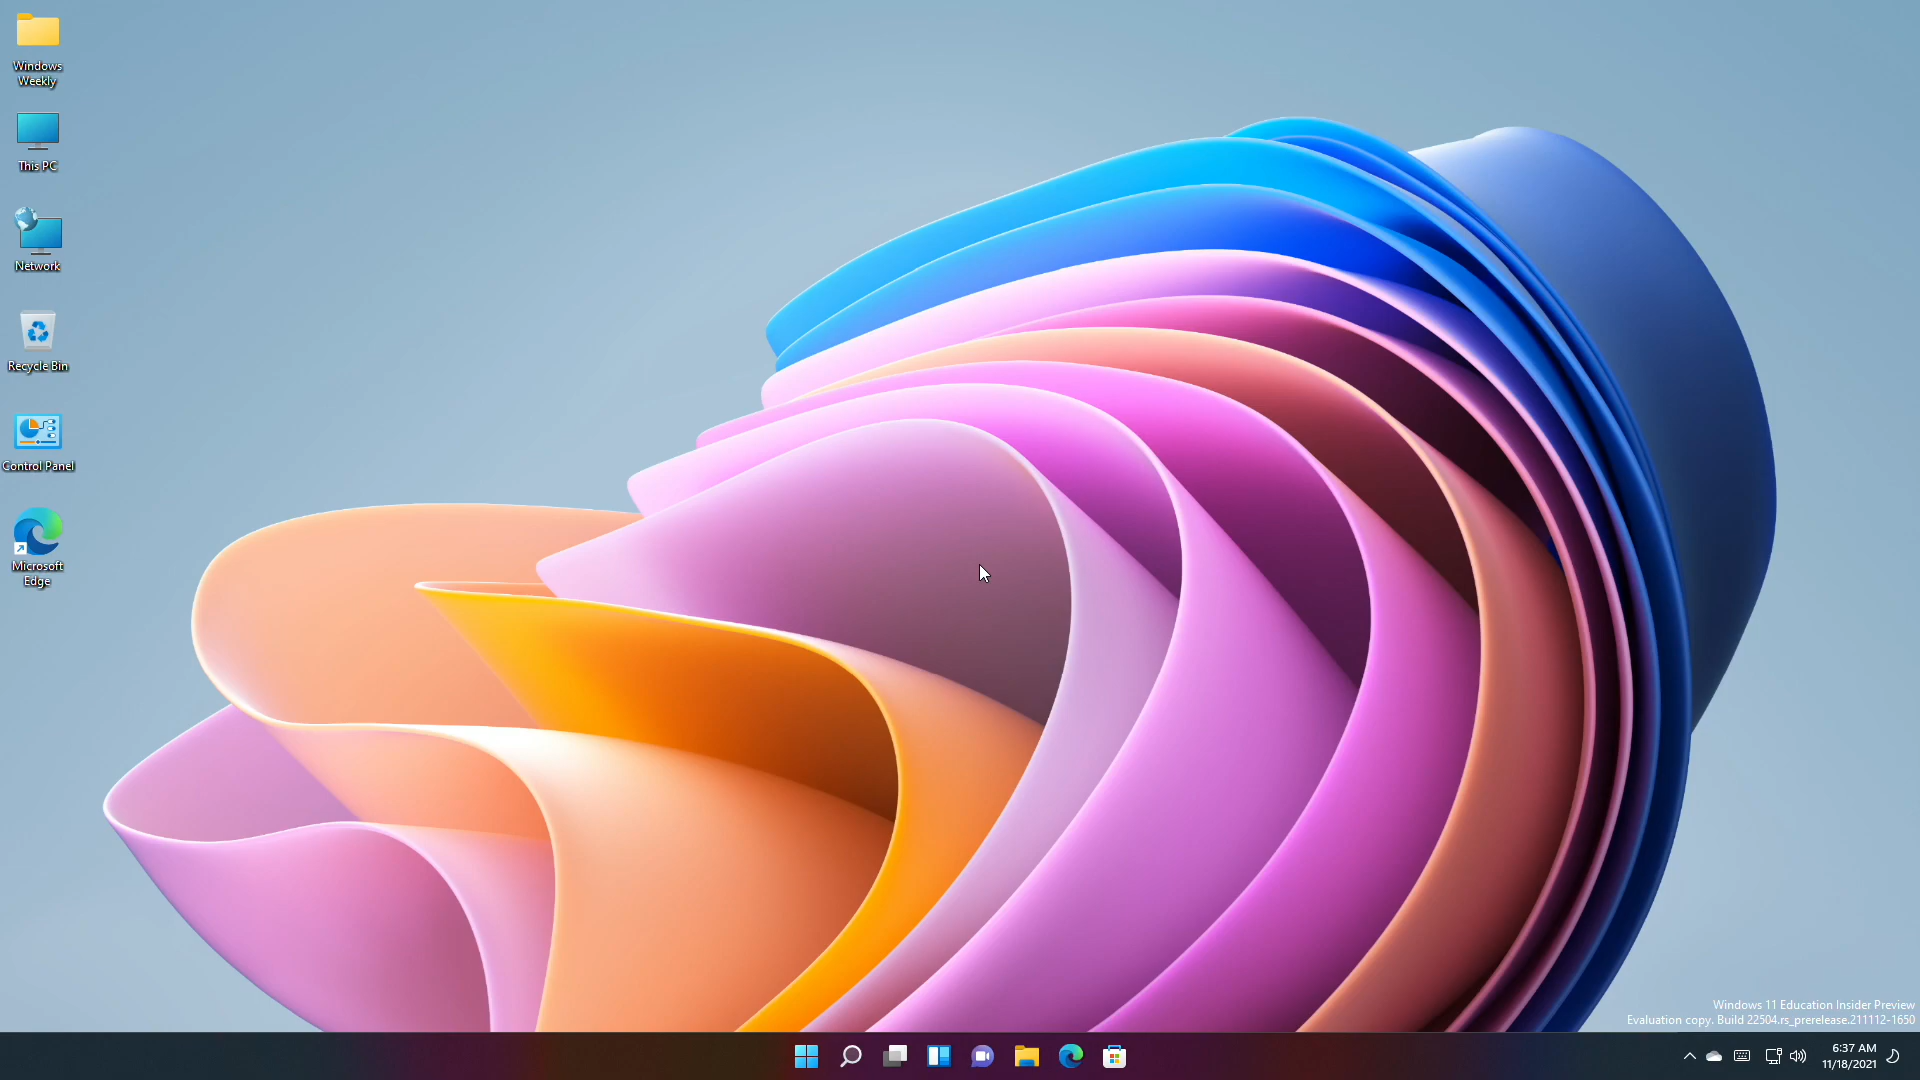 Windows
Weekly
This PC
Network
Recycle Bin
Control Panel
Microsoft
Edge
Windows 11 Education Insider Preview
Evaluation copy. Build 22504.rs_prerelease.211112-1650
6:37 AM
11/18/2021